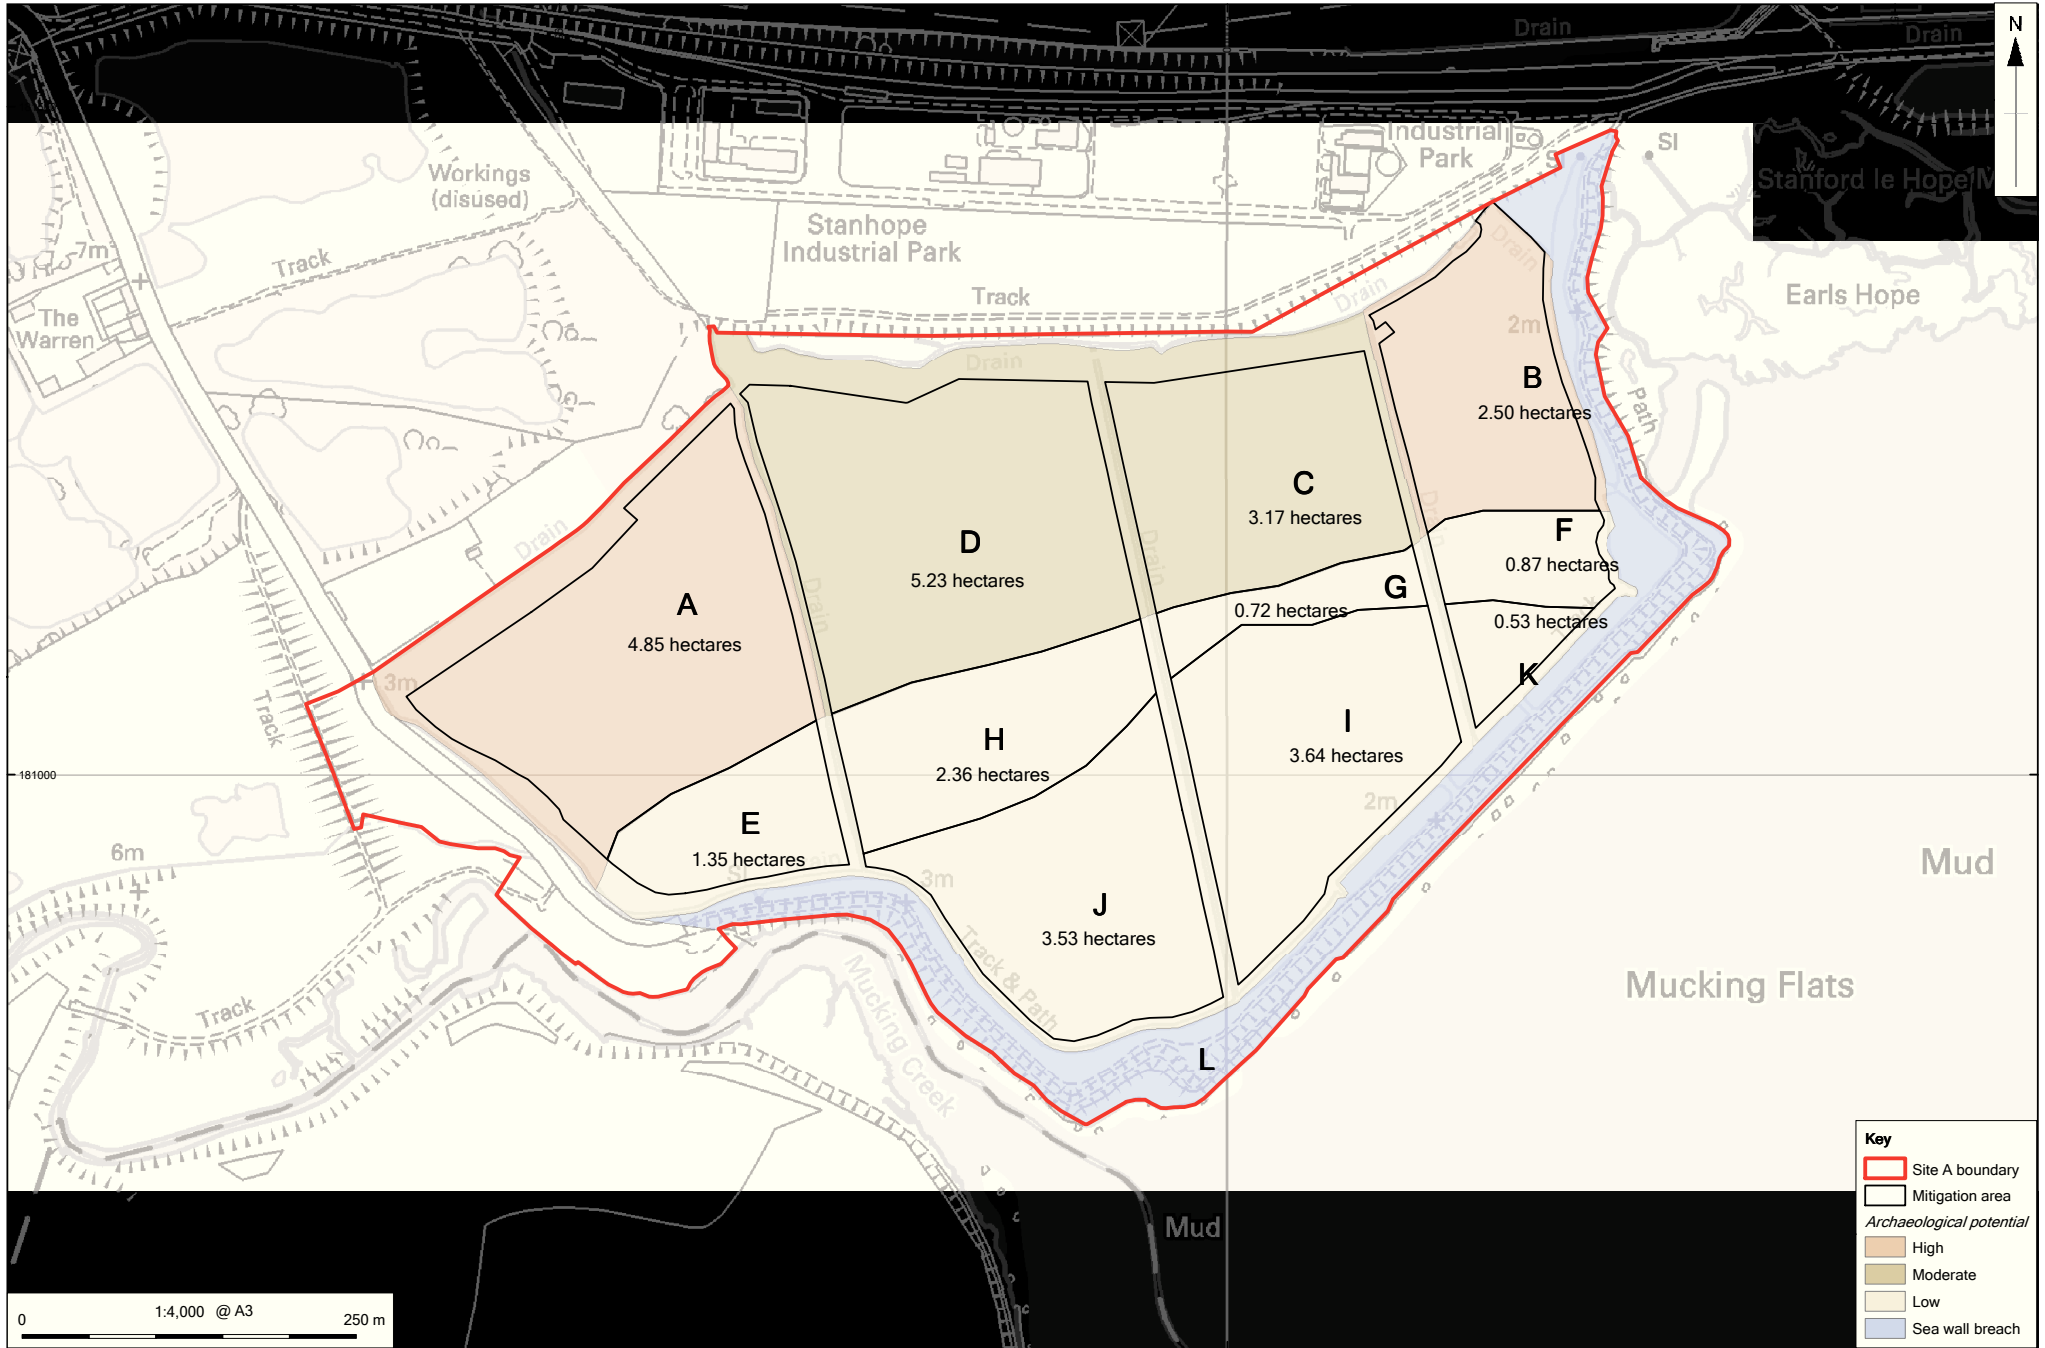 Drain
Drain
N
Industrial
Park
SI
S
Stanford le Hope M
Workings
(disused)
Stanhope
Industrial Park
7m
Track
Track
Drain
Drain
Earls Hope
The
Warren
2m
Drain
B
2.50 hectares
Path
C
3.17 hectares
Drain
D
5.23 hectares
Drain
Drain
F
0.87 hectares
Drain
A
4.85 hectares
G
0.72 hectares
0.53 hectares
K
3m
Track
H
2.36 hectares
I
3.64 hectares
181000
2m
E
1.35 hectares
6m
3m
J
3.53 hectares
Mud
Mucking Flats
Track & Path
Track
Mucking Creek
L
Mud
Key
Site A boundary
Mitigation area
Archaeological potential
High
Moderate
Low
Sea wall breach
0
1:4,000 @ A3
250 m